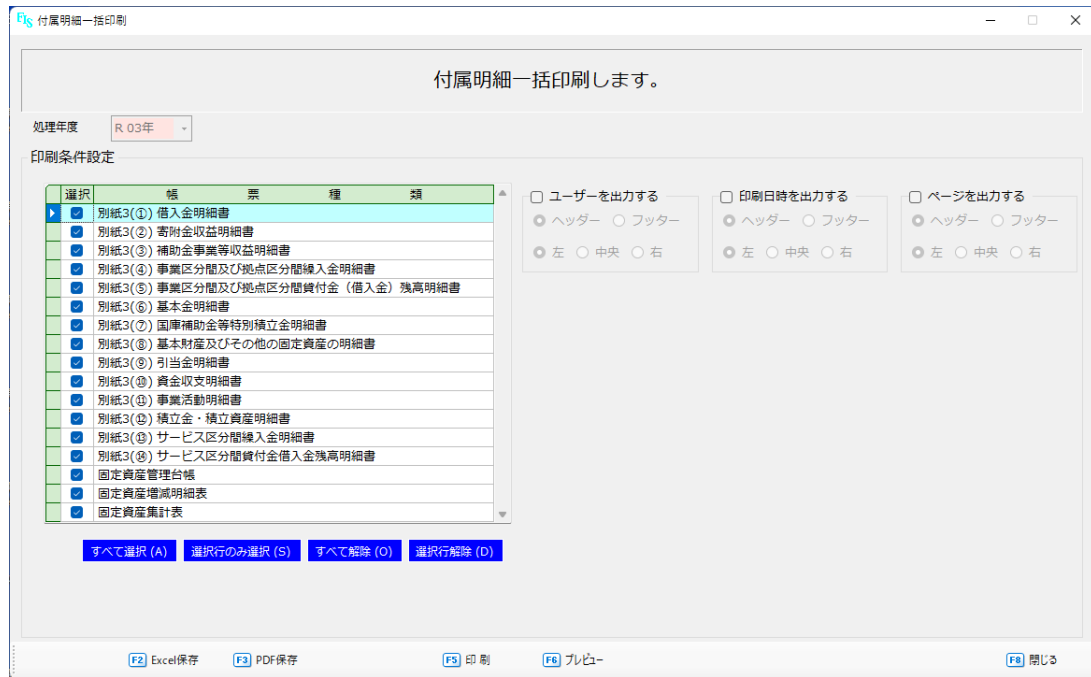 FIS 付属明細一括印刷
付属明細一括印刷します。
処理年度 R 03年
印刷条件設定
選択 帳票種類
別紙3(①) 借入金明細書
別紙3(②) 寄附金収益明細書
別紙3(③) 補助金事業等収益明細書
別紙3(④) 事業区分間及び拠点区分間繰入金明細書
別紙3(⑤) 事業区分間及び拠点区分間貸付金（借入金）残高明細書
別紙3(⑥) 基本金明細書
別紙3(⑦) 国庫補助金等特別積立金明細書
別紙3(⑧) 基本財産及びその他の固定資産の明細書
別紙3(⑨) 引当金明細書
別紙3(⑩) 資金収支明細書
別紙3(⑪) 事業活動明細書
別紙3(⑫) 積立金・積立資産明細書
別紙3(⑬) サービス区分間繰入金明細書
別紙3(⑭) サービス区分間貸付金借入金残高明細書
固定資産管理台帳
固定資産増減明細表
固定資産集計表
すべて選択 (A) 選択行のみ選択 (S) すべて解除 (O) 選択行解除 (D)
ユーザーを出力する
ヘッダー フッター
左 中央 右
印刷日時を出力する
ヘッダー フッター
左 中央 右
ページを出力する
ヘッダー フッター
左 中央 右
F2 Excel保存 F3 PDF保存 F5 印 刷 F6 プレビュー F8 閉じる